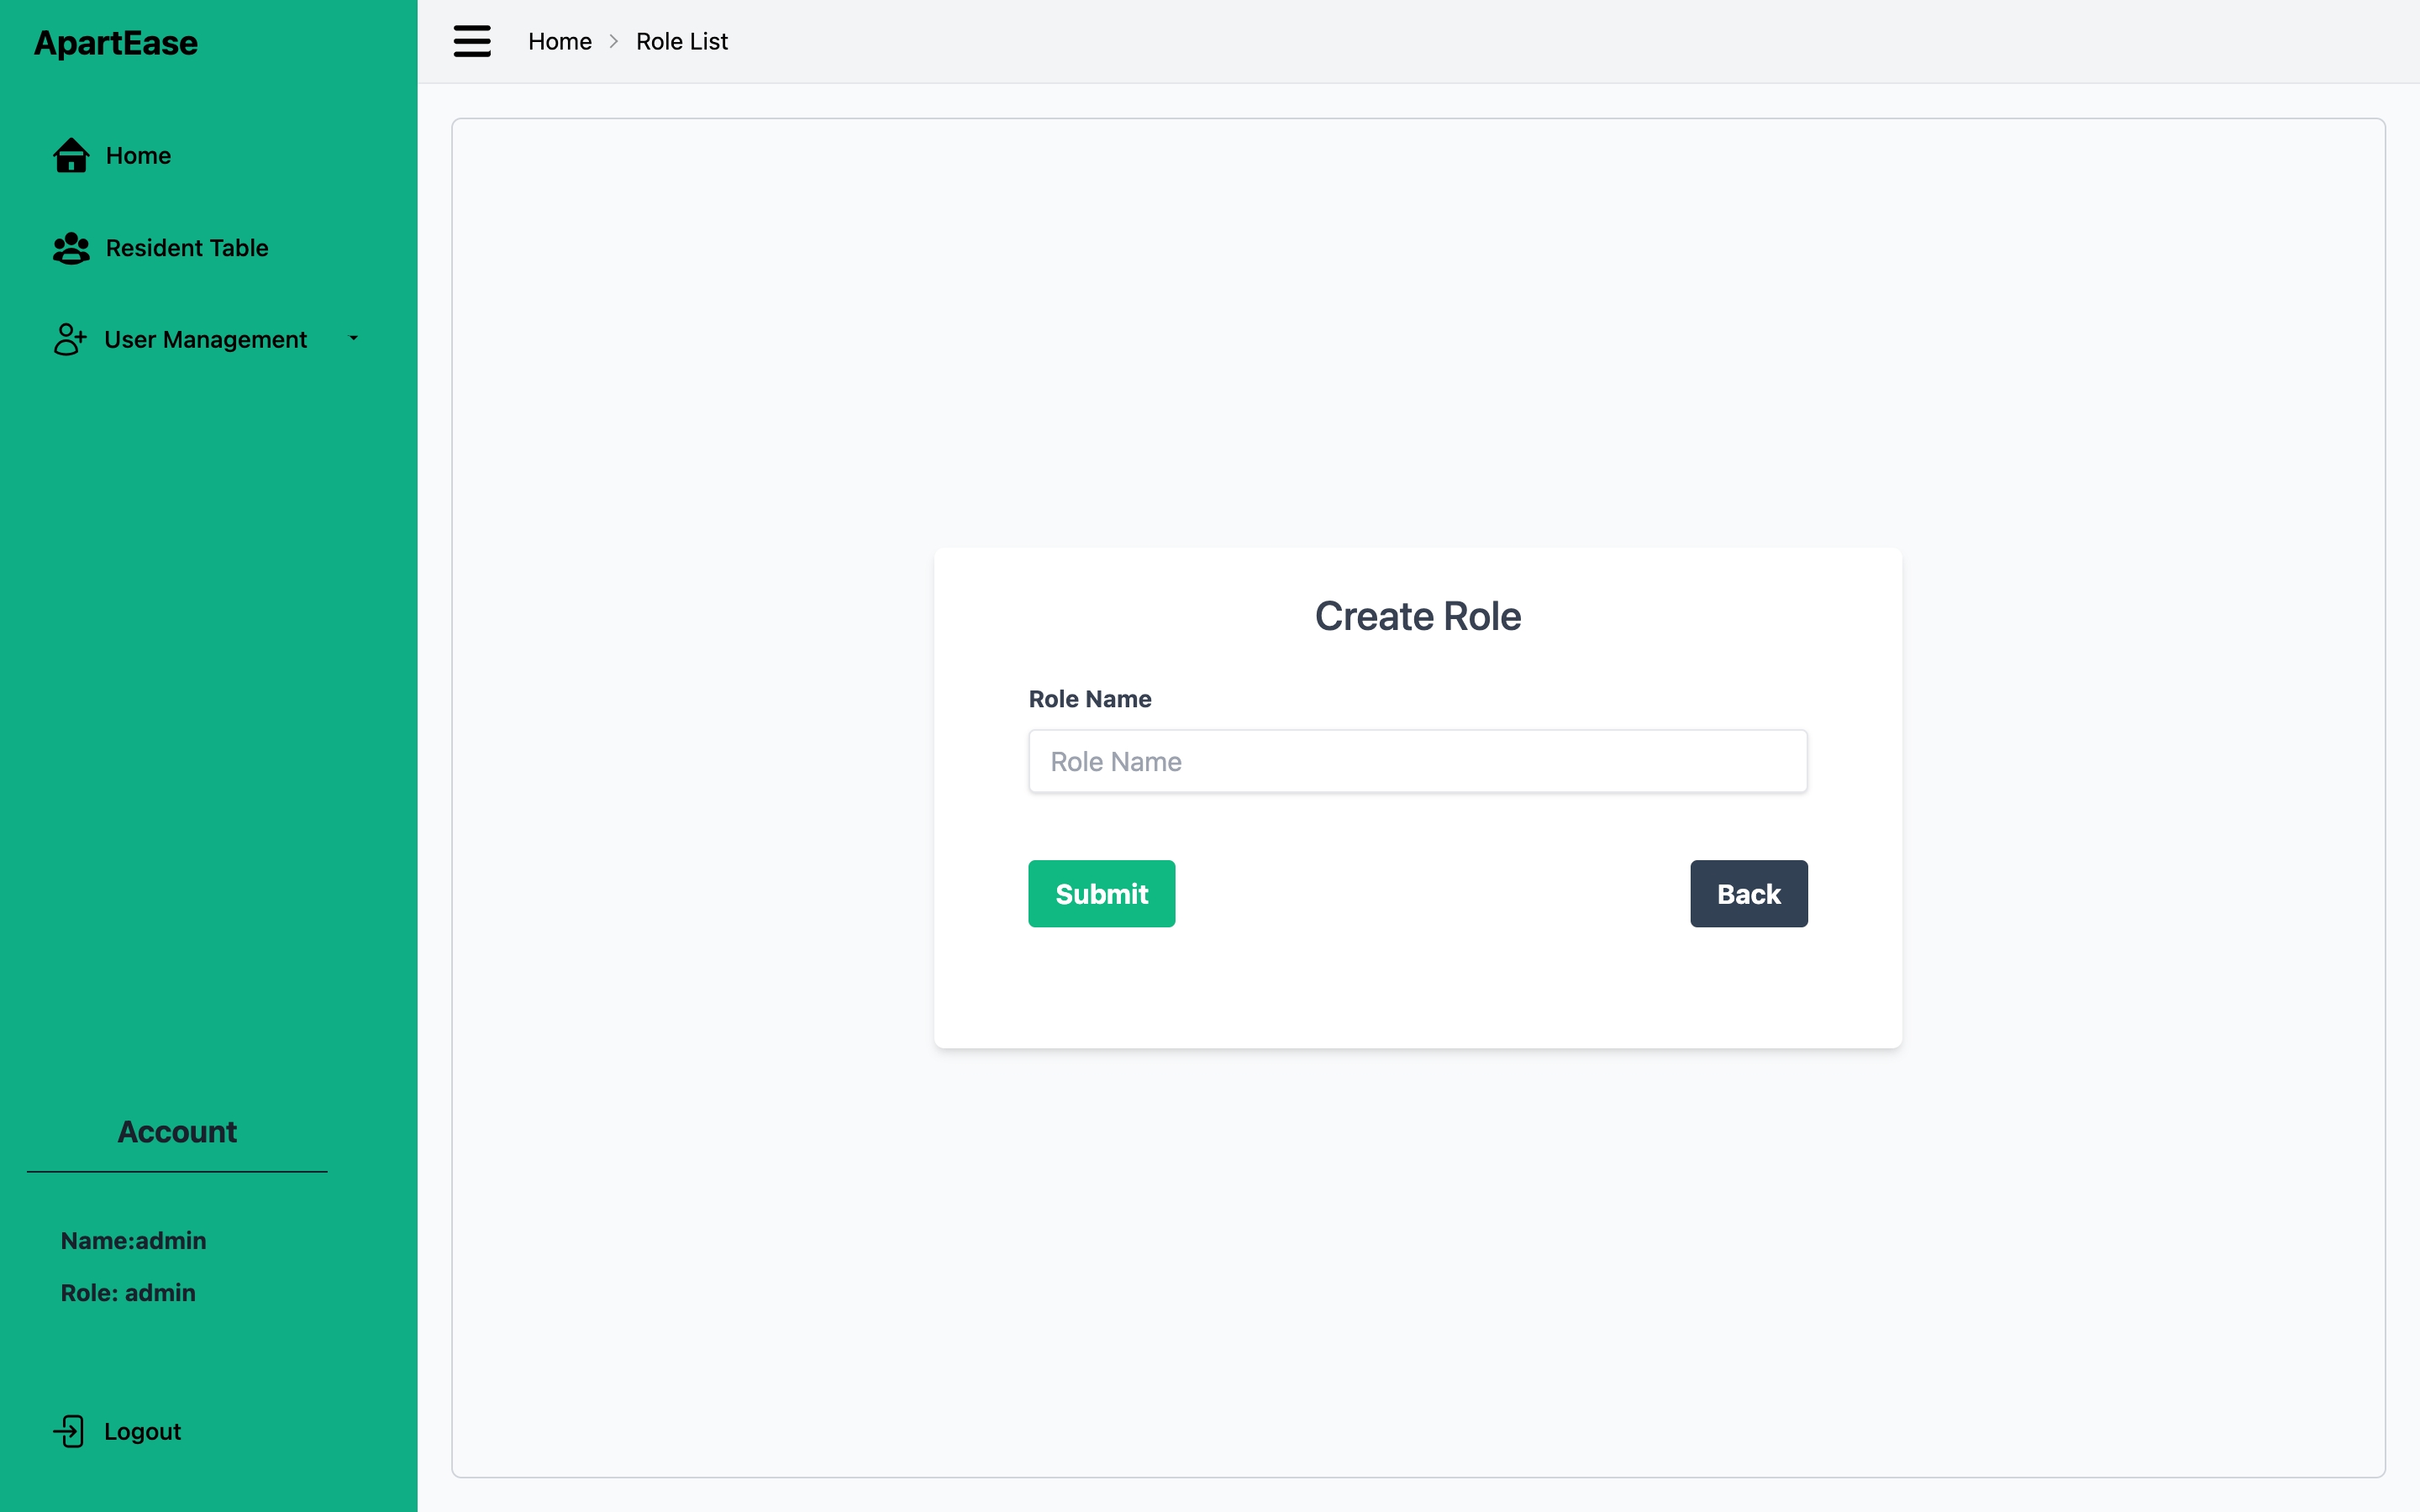 ApartEase
Home
Resident Table
User Management
Account
Name:admin
Role: admin
Logout
Home > Role List
Create Role
Role Name
Role Name
Submit
Back